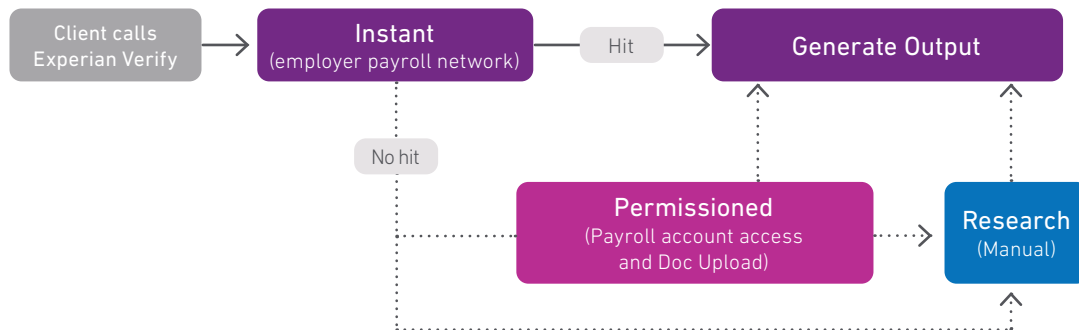 Client calls
Experian Verify
Instant
(employer payroll network)
Hit
Generate Output
No hit
Permissioned
(Payroll account access
and Doc Upload)
Research
(Manual)